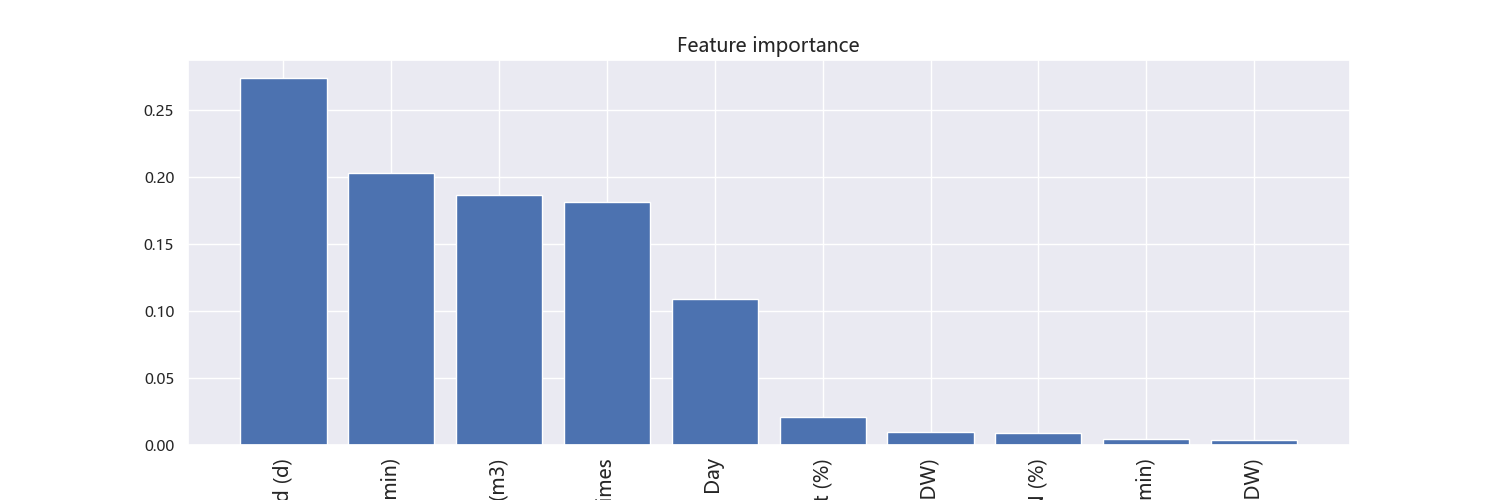 Feature importance
0.25
0.20
0.15
0.10
0.05
0.00
d (d)
min)
(m3)
imes
Day
t (%)
DW)
(%)
min)
DW)